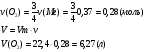 ν(O₂) = 3/4 ν(Me) = 3/4 · 0,37 = 0,28(моль)
V = Vm · ν
V(O₂) = 22,4 · 0,28 = 6,27(л)